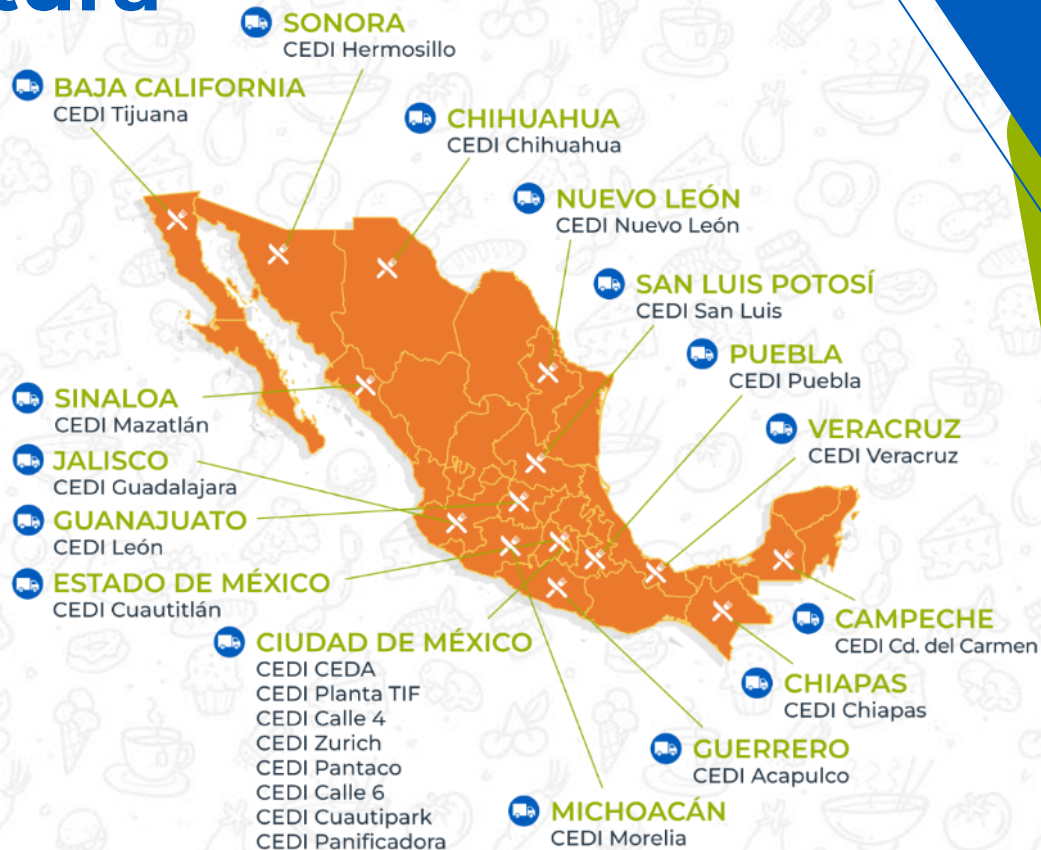 SONORA
CEDI Hermosillo
BAJA CALIFORNIA
CEDI Tijuana
CHIHUAHUA
CEDI Chihuahua
NUEVO LEÓN
CEDI Nuevo León
SAN LUIS POTOSÍ
CEDI San Luis
PUEBLA
CEDI Puebla
SINALOA
CEDI Mazatlán
VERACRUZ
CEDI Veracruz
JALISCO
CEDI Guadalajara
GUANAJUATO
CEDI León
ESTADO DE MÉXICO
CEDI Cuautitlán
CAMPECHE
CEDI Cd. del Carmen
CIUDAD DE MÉXICO
CEDI CEDA
CEDI Planta TIF
CEDI Calle 4
CEDI Zurich
CEDI Pantaco
CEDI Calle 6
CEDI Cuautipark
CEDI Panificadora
CHIAPAS
CEDI Chiapas
GUERRERO
CEDI Acapulco
MICHOACÁN
CEDI Morelia